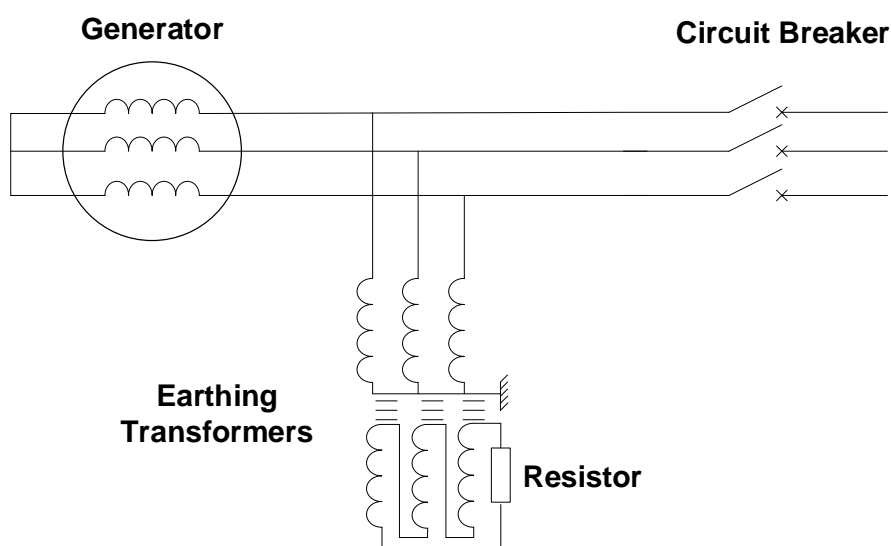 Generator
Circuit Breaker
Earthing
Transformers
Resistor